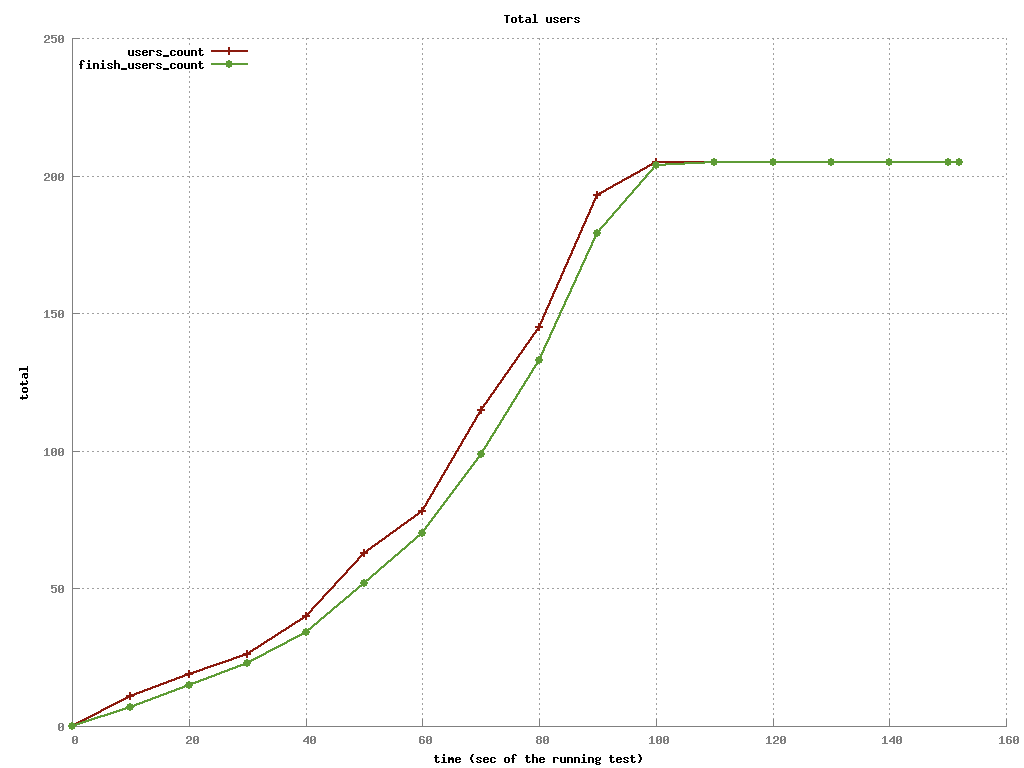 Total users
250
users_count
finish_users_count
200
150
total
100
50
0
0 20 40 60 80 100 120 140 160
time (sec of the running test)